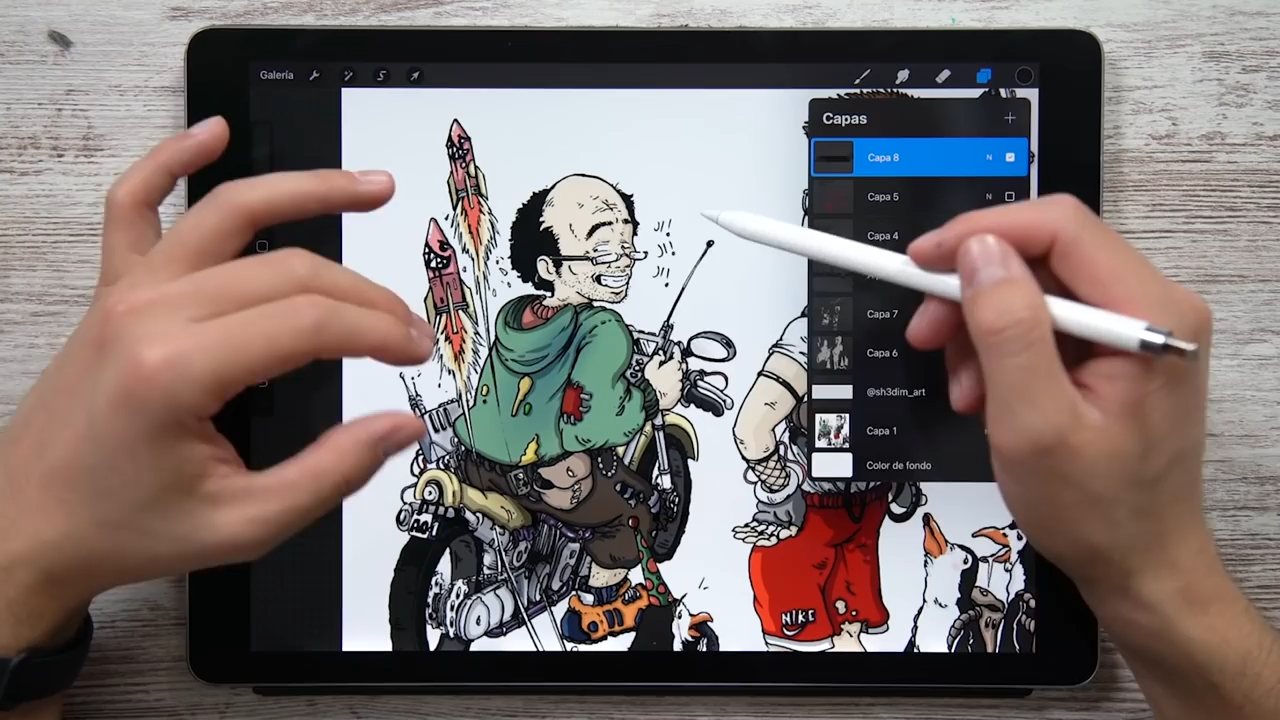 Galería
Capas
Capa 8
N
Capa 5
N
Capa 4
Capa 7
Capa 6
@sh3dim_art
Capa 1
Color de fondo
NIKE